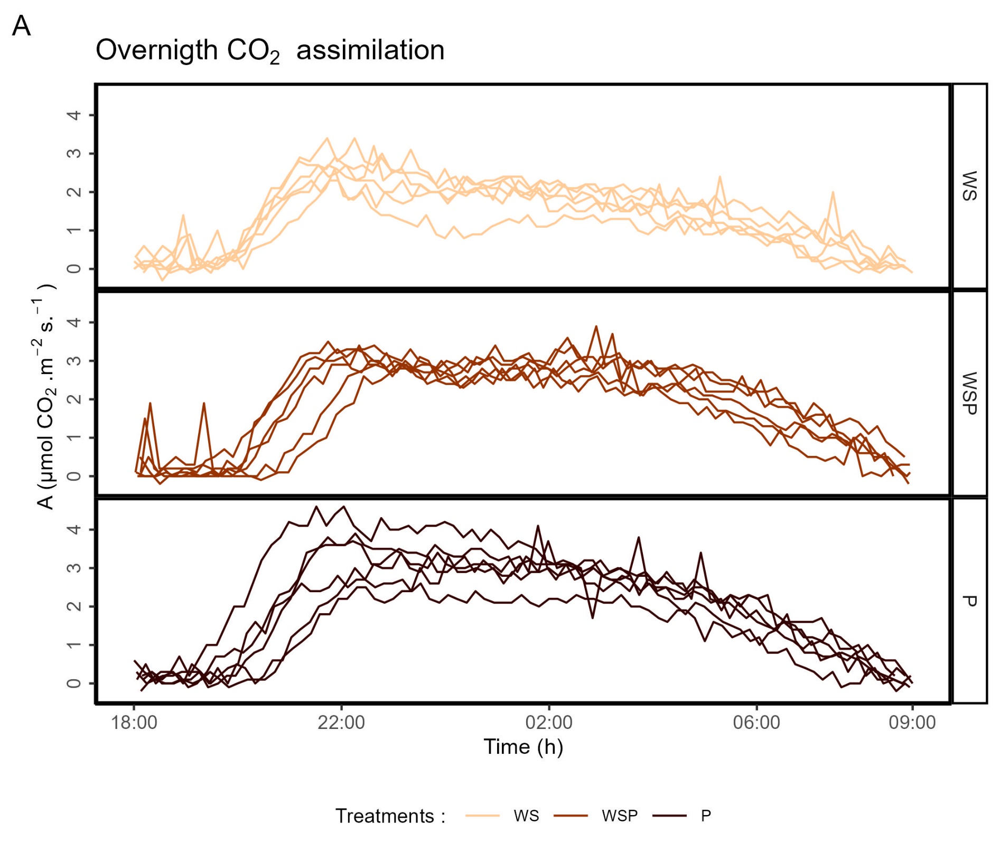 A
Overnigth CO₂ assimilation
4
3
2
1
0
WS
4
3
2
1
0
WSP
4
3
2
1
0
P
A (µmol CO₂.m⁻² s.⁻¹ )
18:00 22:00 02:00 06:00 09:00
Time (h)
Treatments : WS WSP P